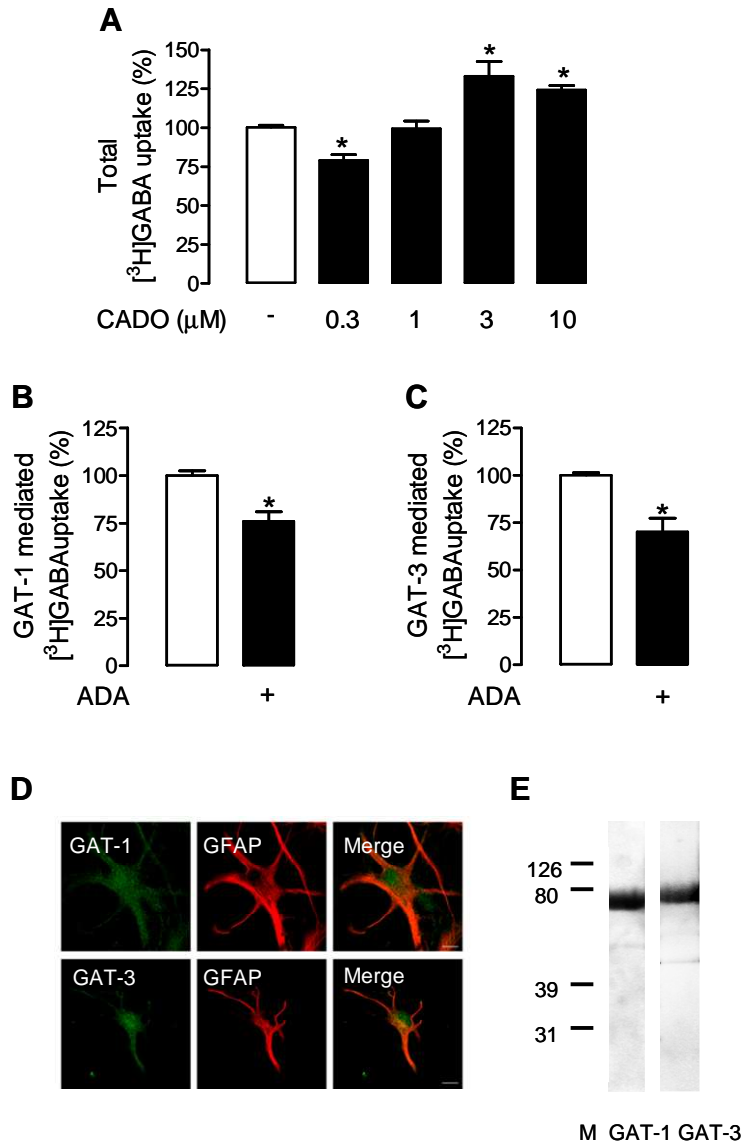 A
Total
[³H]GABA uptake (%)
150
125
100
75
50
25
0
*
*
*
CADO (μM)
-
0.3
1
3
10
B
GAT-1 mediated
[³H]GABAuptake (%)
125
100
75
50
25
0
*
ADA
+
C
GAT-3 mediated
[³H]GABAuptake (%)
125
100
75
50
25
0
*
ADA
+
D
GAT-1
GFAP
Merge
GAT-3
GFAP
Merge
E
126
80
39
31
M GAT-1 GAT-3